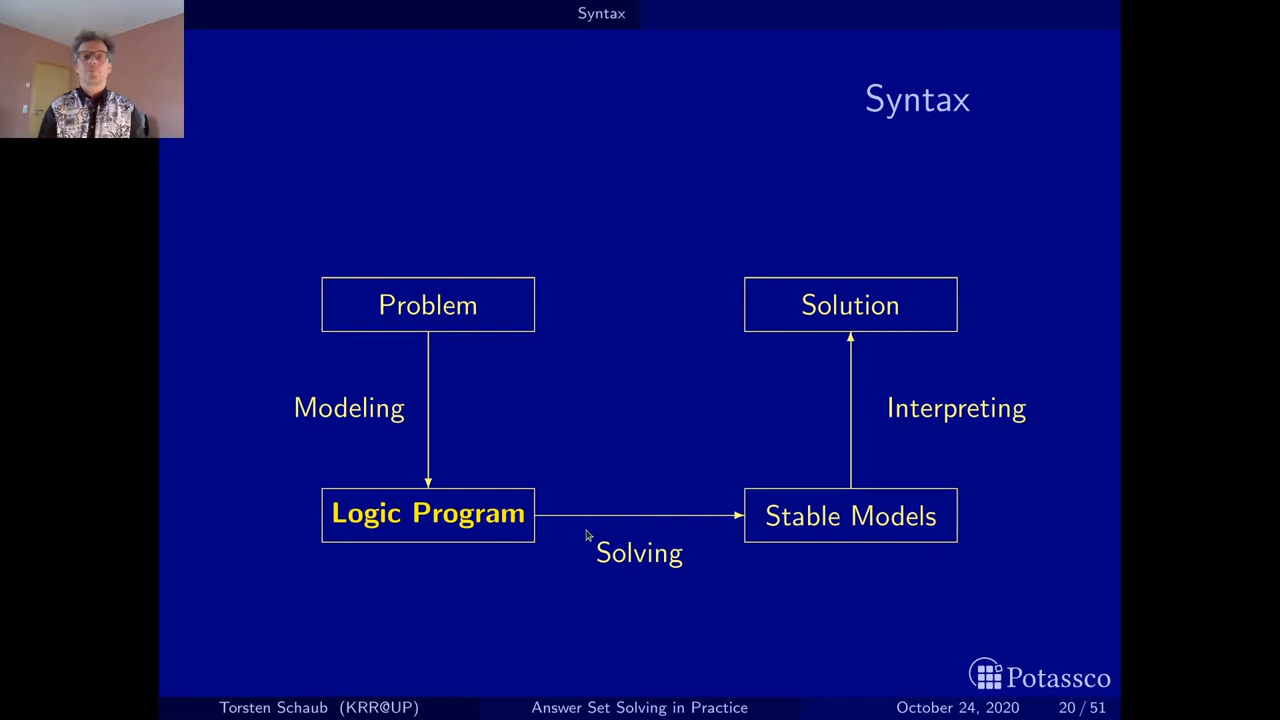 Syntax
Syntax
Problem
Solution
Modeling
Interpreting
Logic Program
Stable Models
Solving
Potassco
Torsten Schaub (KRR@UP)
Answer Set Solving in Practice
October 24, 2020
20 / 51